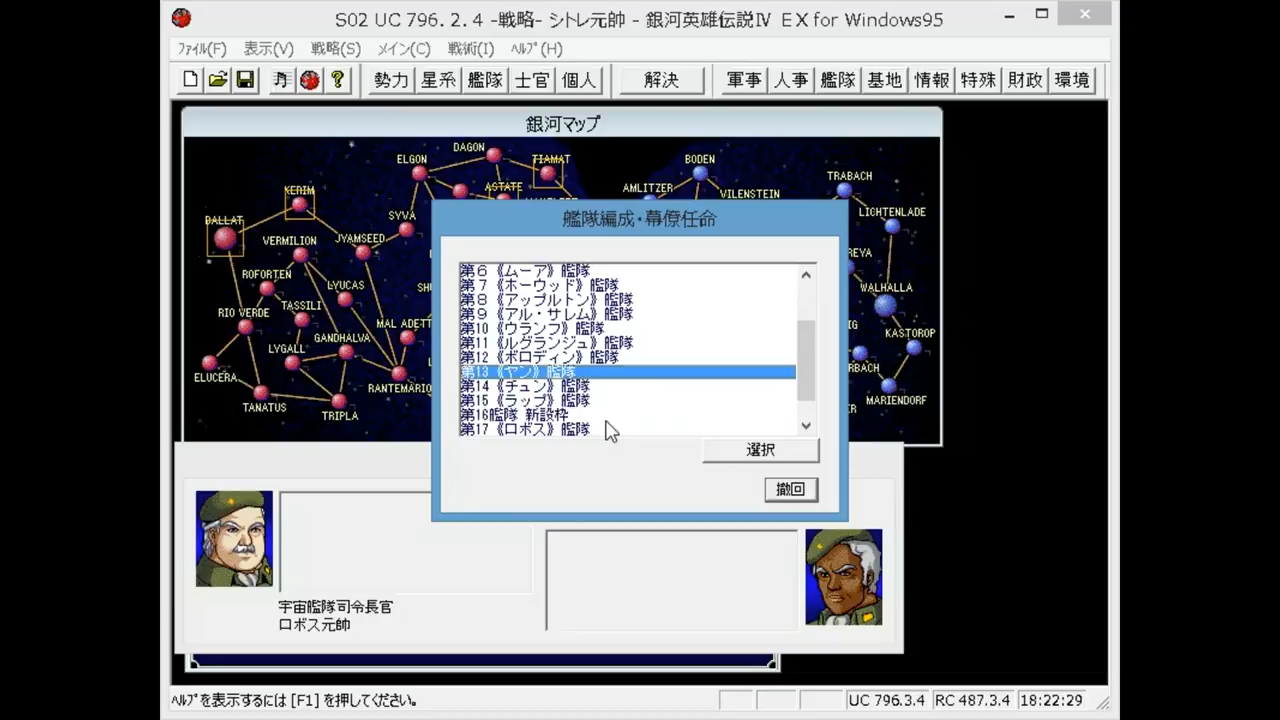 S02 UC 796. 2. 4 -戦略- シトレ元帥 - 銀河英雄伝説Ⅳ EX for Windows95
ﾌｧｲﾙ(F) 表示(V) 戦略(S) メイン(C) 戦術(I) ﾍﾙﾌﾟ(H)
勢力 星系 艦隊 士官 個人 解決 軍事 人事 艦隊 基地 情報 特殊 財政 環境
銀河マップ
DAGON
ELGON
TIAMAT
BODEN
ASTATE
AMLITZER
VILENSTEIN
TRABACH
KERIM
LICHTENLADE
BALLAT
SYVA
VERMILION
JYAMSEED
ROFORTEN
LYUCAS
WALHALLA
TASSILI
RIO VERDE
MAL ADETT
GANDHALVA
KASTOROP
LYGALL
ELUCERA
RANTEMARIO
MARIENDORF
TANATUS
TRIPLA
艦隊編成・幕僚任命
第６《ムーア》艦隊
第７《ホーウッド》艦隊
第８《アップルトン》艦隊
第９《アル・サレム》艦隊
第10《ウランフ》艦隊
第11《ルグランジュ》艦隊
第12《ボロディン》艦隊
第13《ヤン》艦隊
第14《チュン》艦隊
第15《ラップ》艦隊
第16艦隊 新設枠
第17《ロボス》艦隊
選択
撤回
宇宙艦隊司令長官
ロボス元帥
ﾍﾙﾌﾟを表示するには [F1] を押してください。
UC 796.3.4 RC 487.3.4 18:22:29